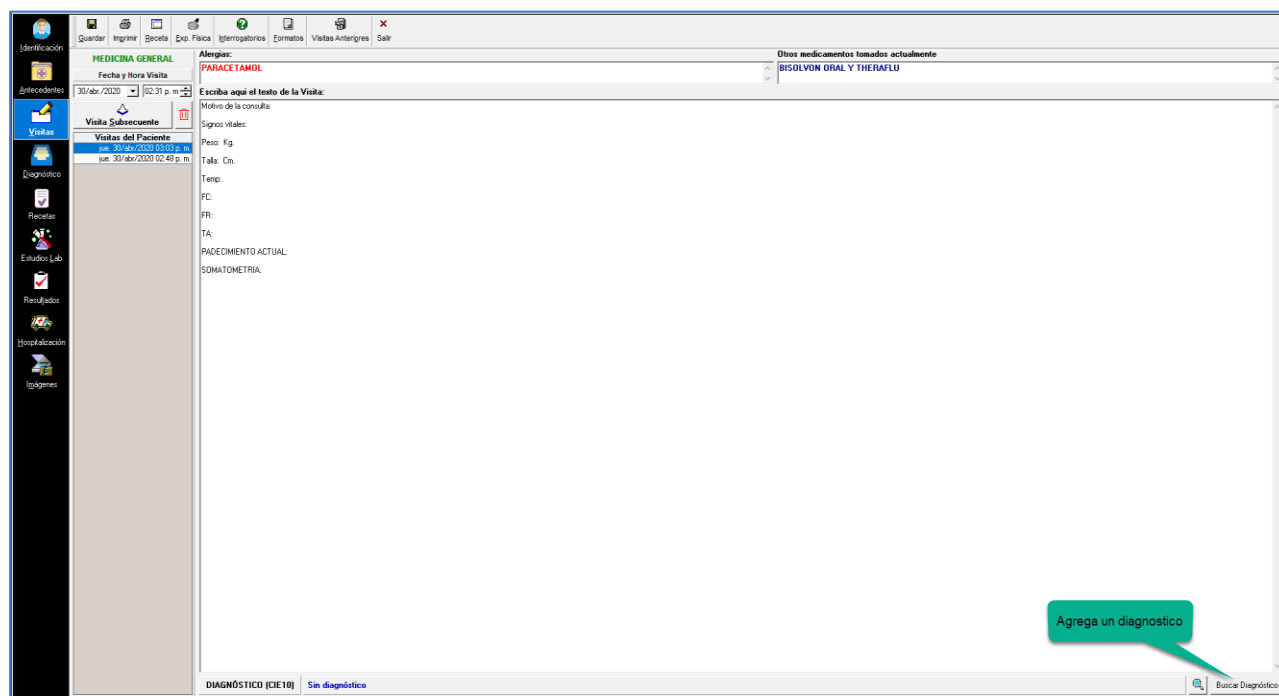 Identificación
Antecedentes
Visitas
Diagnóstico
Recetas
Estudios Lab
Resultados
Hospitalización
Imágenes
Guardar Imprimir Receta Exp. Física Interrogatorios Formatos Visitas Anteriores Salir
MEDICINA GENERAL
Fecha y Hora Visita
30/abr./2020 02:31 p. m
Visita Subsecuente
Visitas del Paciente
jue. 30/abr/2020 03:03 p. m.
jue. 30/abr/2020 02:48 p. m.
Alergias:
PARACETAMOL
Otros medicamentos tomados actualmente
BISOLVON ORAL Y THERAFLU
Escriba aqui el texto de la Visita:
Motivo de la consulta:
Signos vitales:
Peso: Kg.
Talla: Cm.
Temp:
FC:
FR:
TA:
PADECIMIENTO ACTUAL:
SOMATOMETRIA.
Agrega un diagnostico
DIAGNÓSTICO (CIE10) Sin diagnóstico
Buscar Diagnóstico